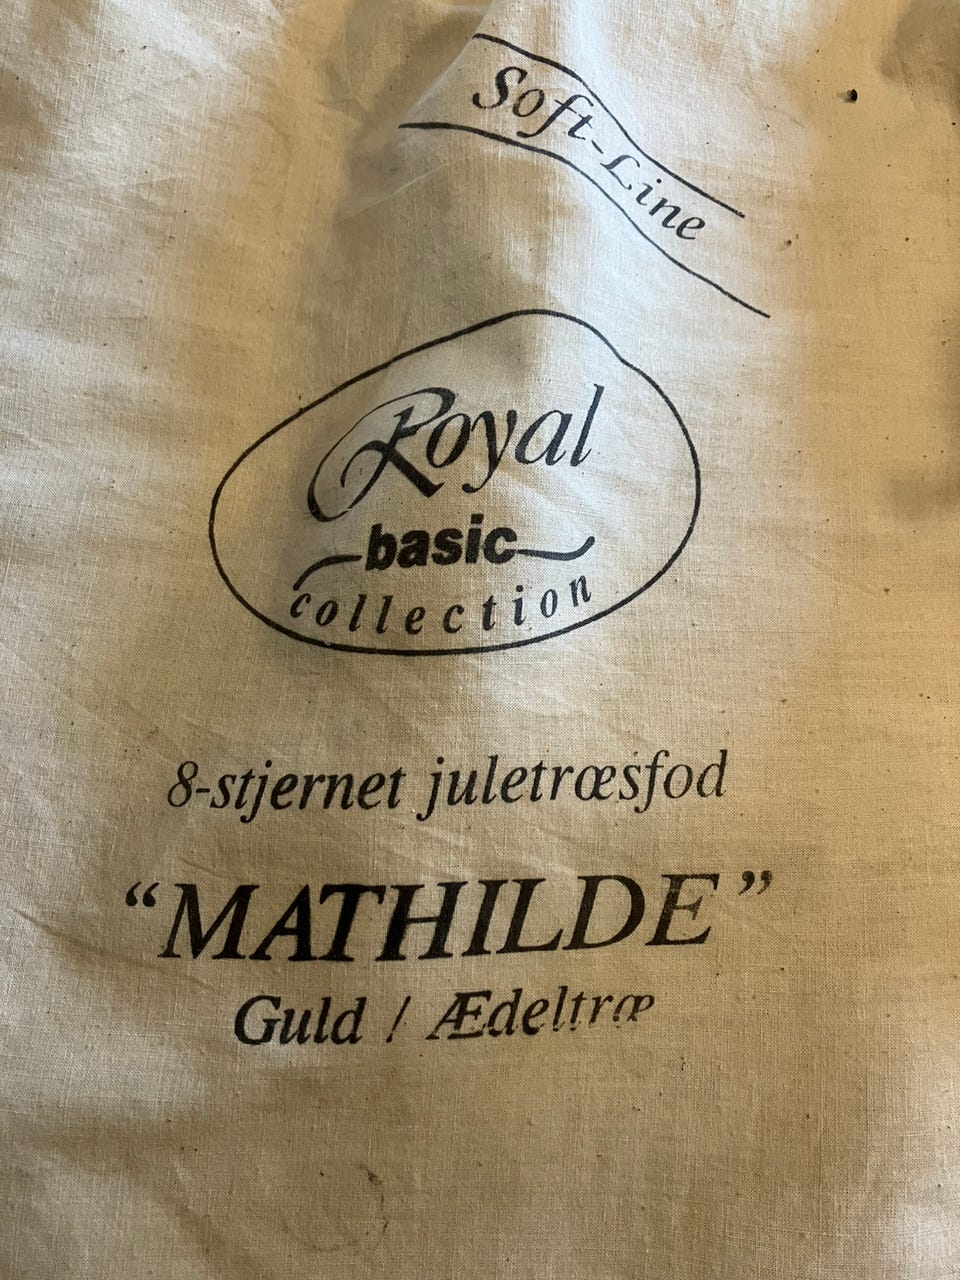 Soft-Line
Royal
basic
collection
8-stjernet juletræsfod
“MATHILDE”
Guld / Ædeltræ